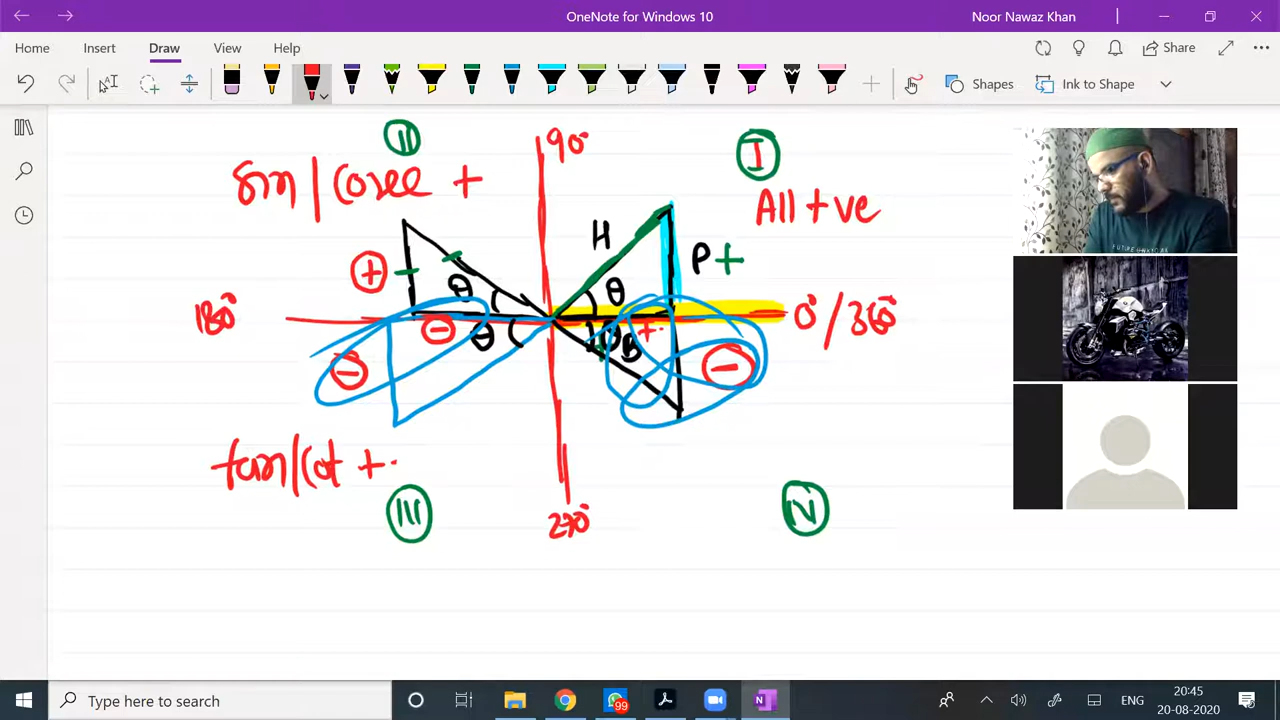 OneNote for Windows 10
Noor Nawaz Khan
Home Insert Draw View Help
Share
Shapes
Ink to Shape
II
90°
I
sin/cosec +
All +ve
H
P+
+
θ
θ
180°
−
θ
+
B
0°/360°
−
−
tan/cot +
III
270°
IV
FUTURE
Type here to search
99
ENG
20:45
20-08-2020